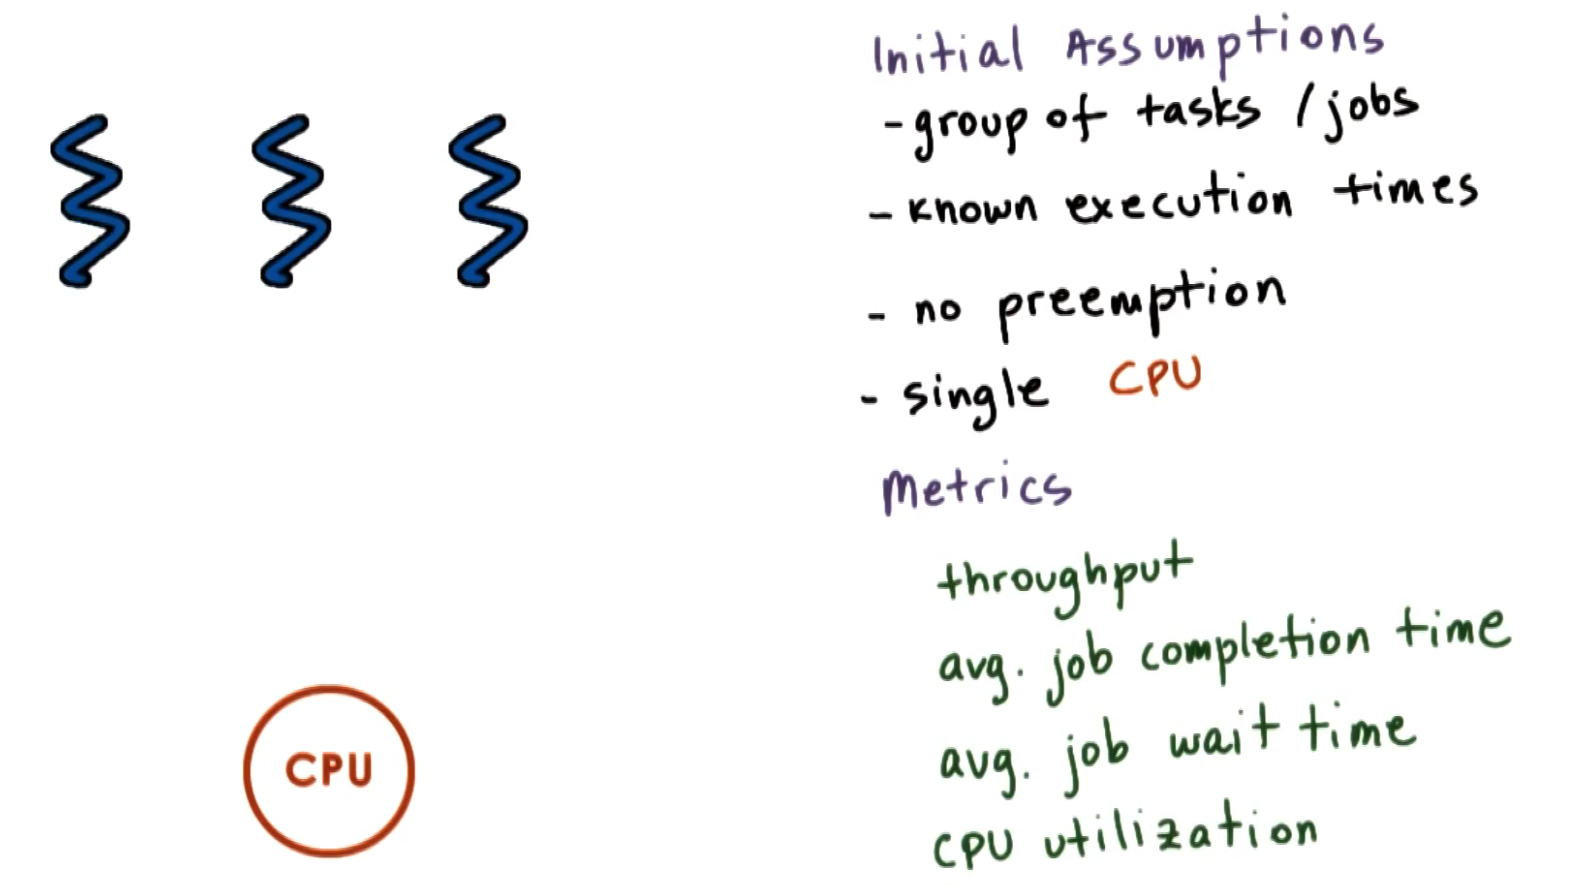 Initial Assumptions
- group of tasks / jobs
- known execution times
- no preemption
- single CPU
Metrics
throughput
avg. job completion time
avg. job wait time
CPU utilization
CPU